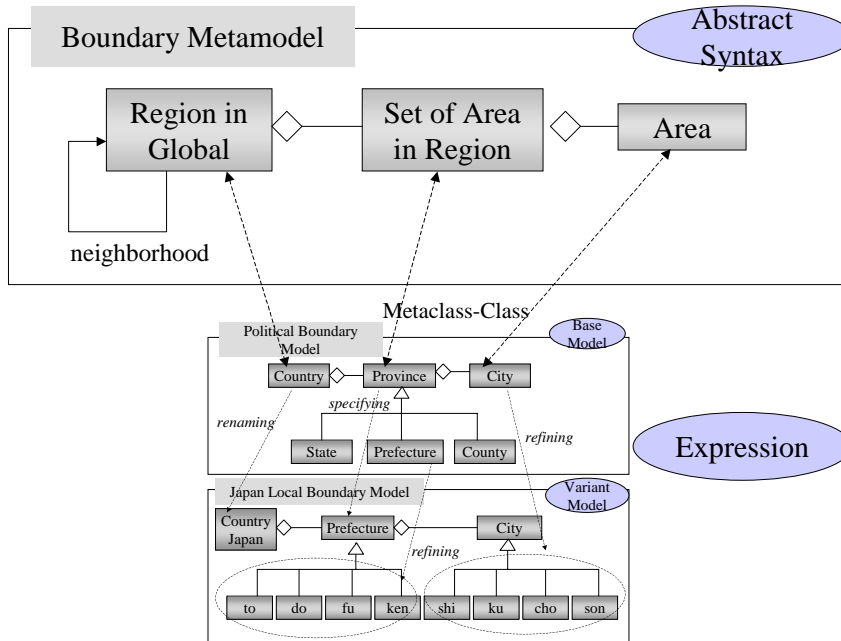 Boundary Metamodel
Abstract
Syntax
Region in
Global
Set of Area
in Region
Area
neighborhood
Metaclass-Class
Political Boundary
Model
Base
Model
Country
Province
City
renaming
specifying
refining
State
Prefecture
County
Expression
Japan Local Boundary Model
Variant
Model
Country
Japan
Prefecture
City
refining
to
do
fu
ken
shi
ku
cho
son